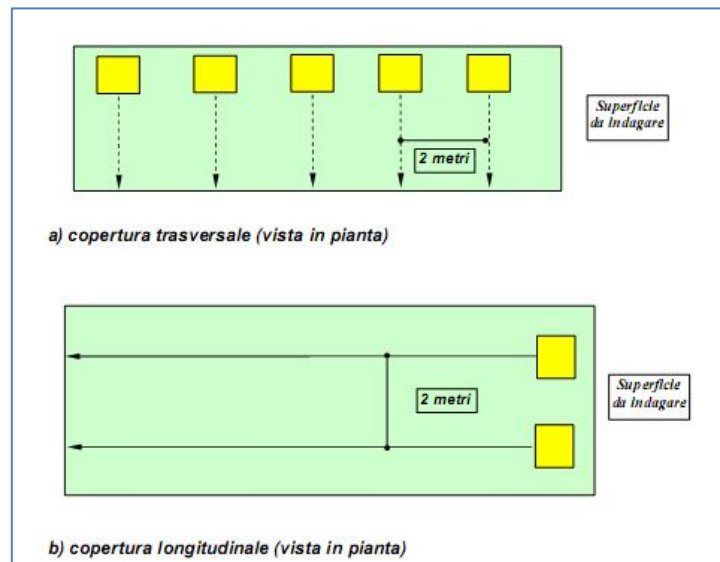 Superficie
da indagare
2 metri
a) copertura trasversale (vista in pianta)
2 metri
Superficie
da indagare
b) copertura longitudinale (vista in pianta)